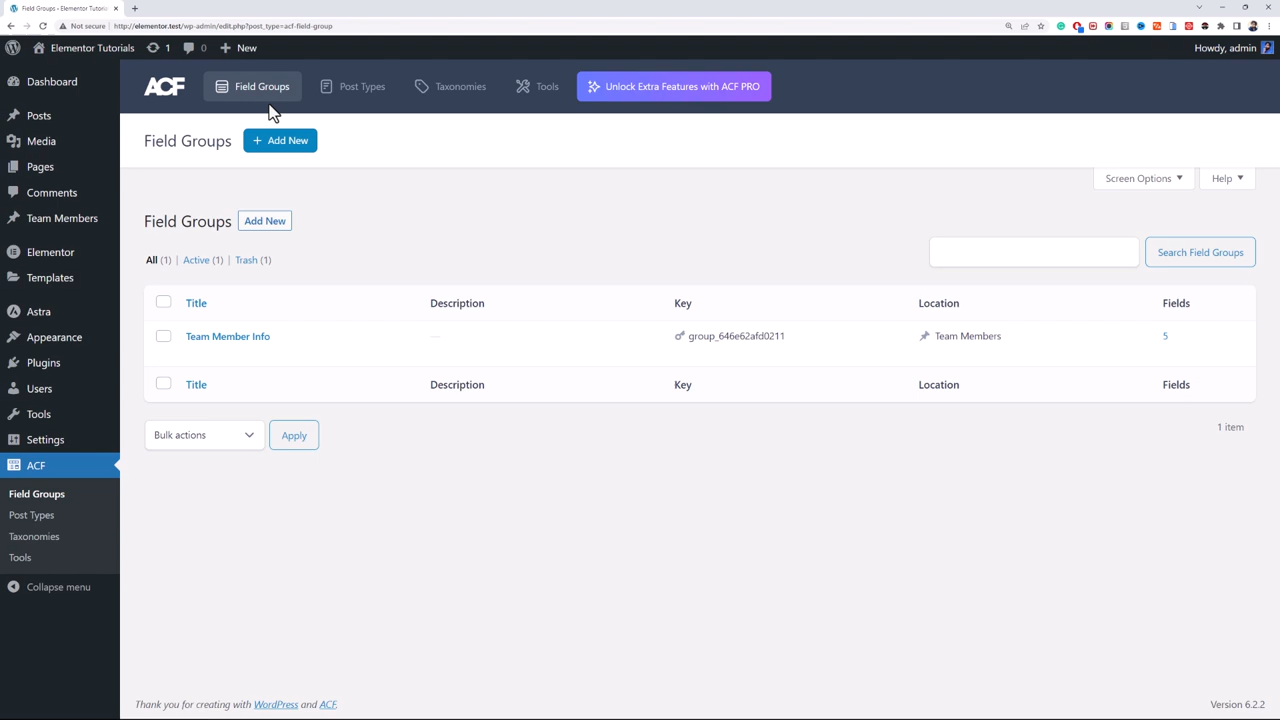 Field Groups ‹ Elementor Tutorials
Not secure
http://elementor.test/wp-admin/edit.php?post_type=acf-field-group
Elementor Tutorials
1
0
New
Howdy, admin
Dashboard
Posts
Media
Pages
Comments
Team Members
Elementor
Templates
Astra
Appearance
Plugins
Users
Tools
Settings
ACF
Field Groups
Post Types
Taxonomies
Tools
Collapse menu
ACF
Field Groups
Post Types
Taxonomies
Tools
Unlock Extra Features with ACF PRO
Field Groups
+ Add New
Screen Options
Help
Field Groups
Add New
All (1) | Active (1) | Trash (1)
Search Field Groups
Title Description Key Location Fields
Team Member Info — group_646e62afd0211 Team Members 5
Title Description Key Location Fields
Bulk actions
Apply
1 item
Thank you for creating with WordPress and ACF.
Version 6.2.2